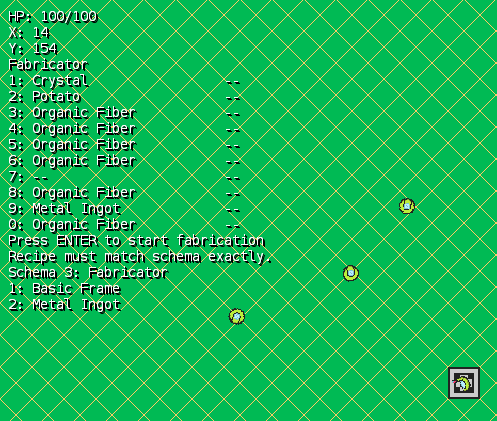 HP: 100/100
X: 14
Y: 154
Fabricator
1: Crystal --
2: Potato --
3: Organic Fiber --
4: Organic Fiber --
5: Organic Fiber --
6: Organic Fiber --
7: -- --
8: Organic Fiber --
9: Metal Ingot --
0: Organic Fiber --
Press ENTER to start fabrication
Recipe must match schema exactly.
Schema 3: Fabricator
1: Basic Frame
2: Metal Ingot